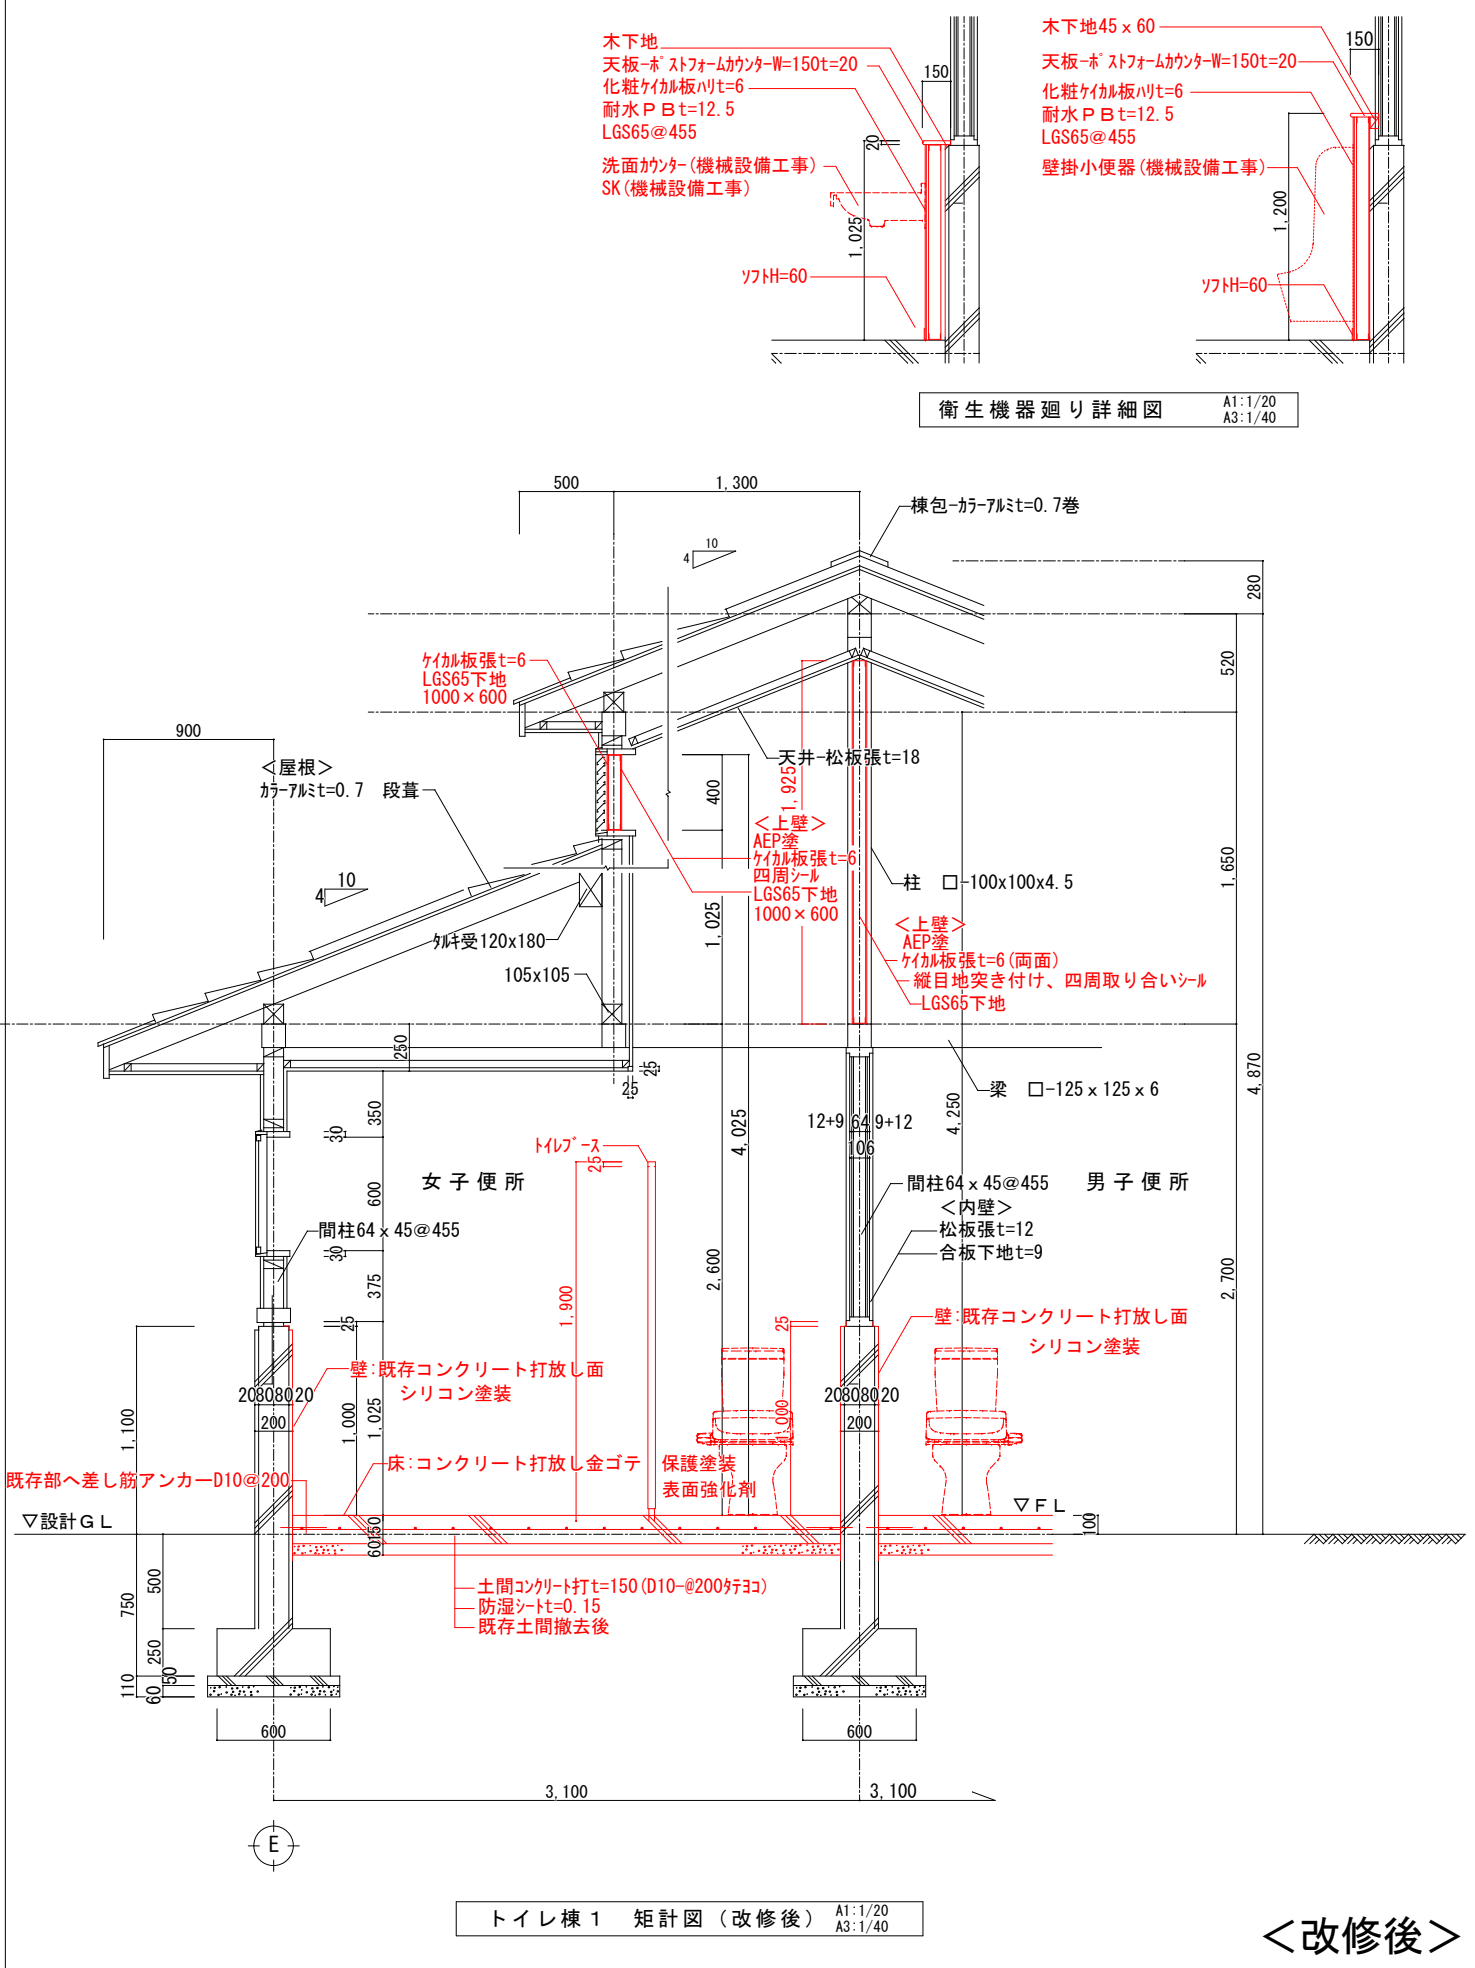 木下地
天板-ポストフォームカウンターW=150t=20
化粧ケイカル板ハリt=6
耐水PBt=12.5
LGS65@455
洗面カウンター(機械設備工事)
SK(機械設備工事)
ソフトH=60
150
20
1,025
木下地45x60
天板-ポストフォームカウンターW=150t=20
化粧ケイカル板ハリt=6
耐水PBt=12.5
LGS65@455
壁掛小便器(機械設備工事)
ソフトH=60
150
1,200
衛生機器廻り詳細図 A1:1/20
A3:1/40
500
1,300
棟包-カラーアルミt=0.7巻
10
4
280
520
ケイカル板張t=6
LGS65下地
1000×600
900
<屋根>
カラーアルミt=0.7 段葺
天井-松板張t=18
400
1,925
<上壁>
AEP塗
ケイカル板張t=6
四周シール
LGS65下地
1000×600
柱 口-100x100x4.5
1,650
10
4
タルキ受120x180
105x105
1,025
<上壁>
AEP塗
ケイカル板張t=6(両面)
縦目地突き付け、四周取り合いシール
LGS65下地
250
25
25
梁 口-125x125x6
4,870
350
30
4,025
4,250
12+9 64 9+12
106
トイレブース
25
女子便所
男子便所
600
間柱64x45@455
間柱64x45@455
<内壁>
松板張t=12
合板下地t=9
30
375
1,900
2,600
2,700
25
25
壁:既存コンクリート打放し面
シリコン塗装
壁:既存コンクリート打放し面
シリコン塗装
20808020
200
20808020
200
1,100
1,000
1,025
1,000
床:コンクリート打放し金ゴテ 保護塗装
表面強化剤
既存部へ差し筋アンカーD10@200
▽設計GL
▽FL
100
60150
土間コンクリート打t=150(D10-@200タテヨコ)
防湿シートt=0.15
既存土間撤去後
750
500
250
110
60
50
600
600
3,100
3,100
E
トイレ棟1 矩計図(改修後) A1:1/20
A3:1/40
<改修後>